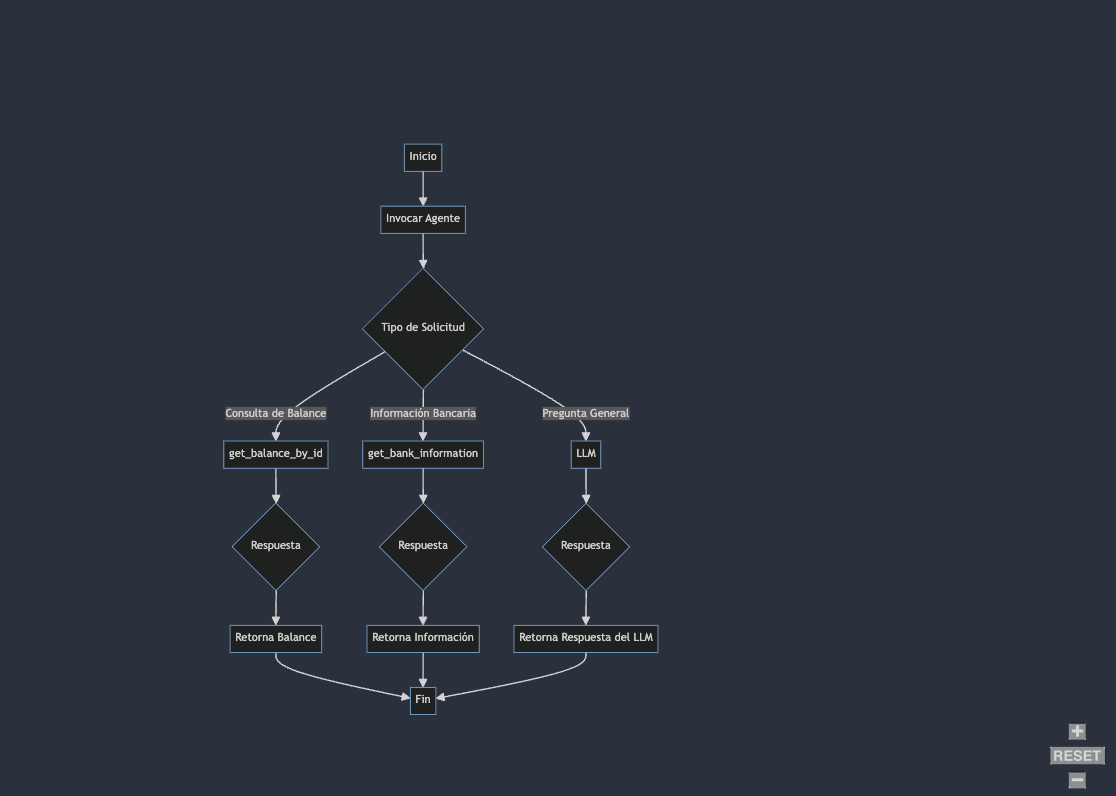 Inicio
Invocar Agente
Tipo de Solicitud
Consulta de Balance
Información Bancaria
Pregunta General
get_balance_by_id
get_bank_information
LLM
Respuesta
Respuesta
Respuesta
Retorna Balance
Retorna Información
Retorna Respuesta del LLM
Fin
+
RESET
−